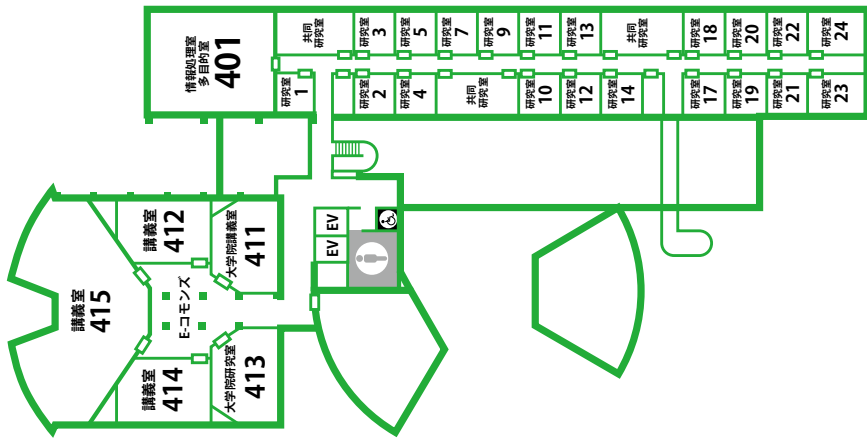 情報処理室
多目的室
401
共同
研究室
研究室
3
研究室
5
研究室
7
研究室
9
研究室
11
研究室
13
共同
研究室
研究室
18
研究室
20
研究室
22
研究室
24
研究室
1
研究室
2
研究室
4
共同
研究室
研究室
10
研究室
12
研究室
14
研究室
17
研究室
19
研究室
21
研究室
23
講義室
412
大学院講義室
411
EV
EV
講義室
415
E-コモンズ
講義室
414
大学院研究室
413